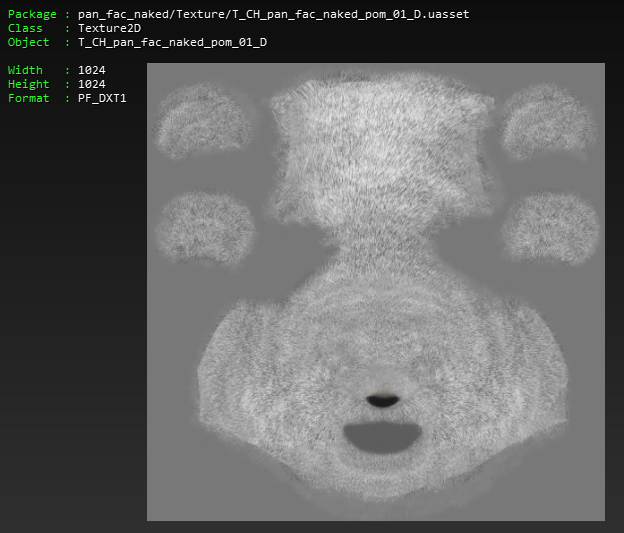 Package : pan_fac_naked/Texture/T_CH_pan_fac_naked_pom_01_D.uasset
Class : Texture2D
Object : T_CH_pan_fac_naked_pom_01_D
Width : 1024
Height : 1024
Format : PF_DXT1